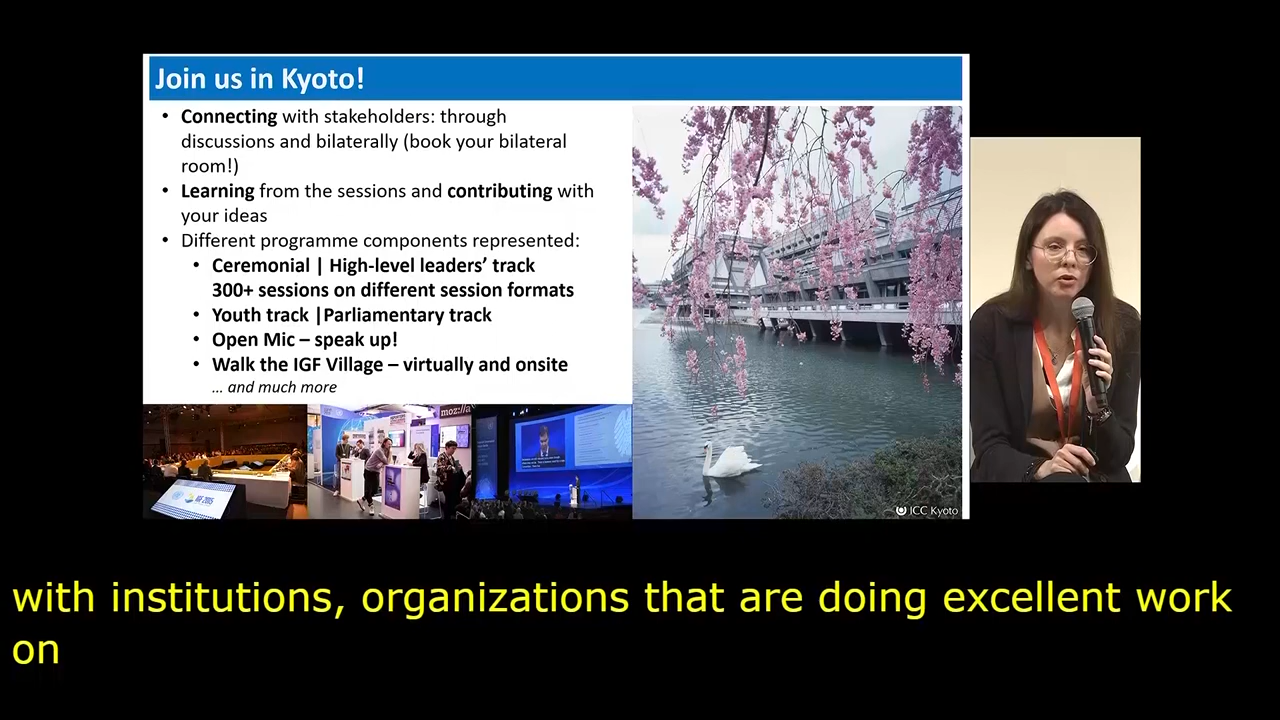 Join us in Kyoto!
• Connecting with stakeholders: through
discussions and bilaterally (book your bilateral
room!)
• Learning from the sessions and contributing with
your ideas
• Different programme components represented:
• Ceremonial | High-level leaders’ track
300+ sessions on different session formats
• Youth track |Parliamentary track
• Open Mic – speak up!
• Walk the IGF Village – virtually and onsite
... and much more
moz://a
IGF 2015
ICC Kyoto
with institutions, organizations that are doing excellent work
on